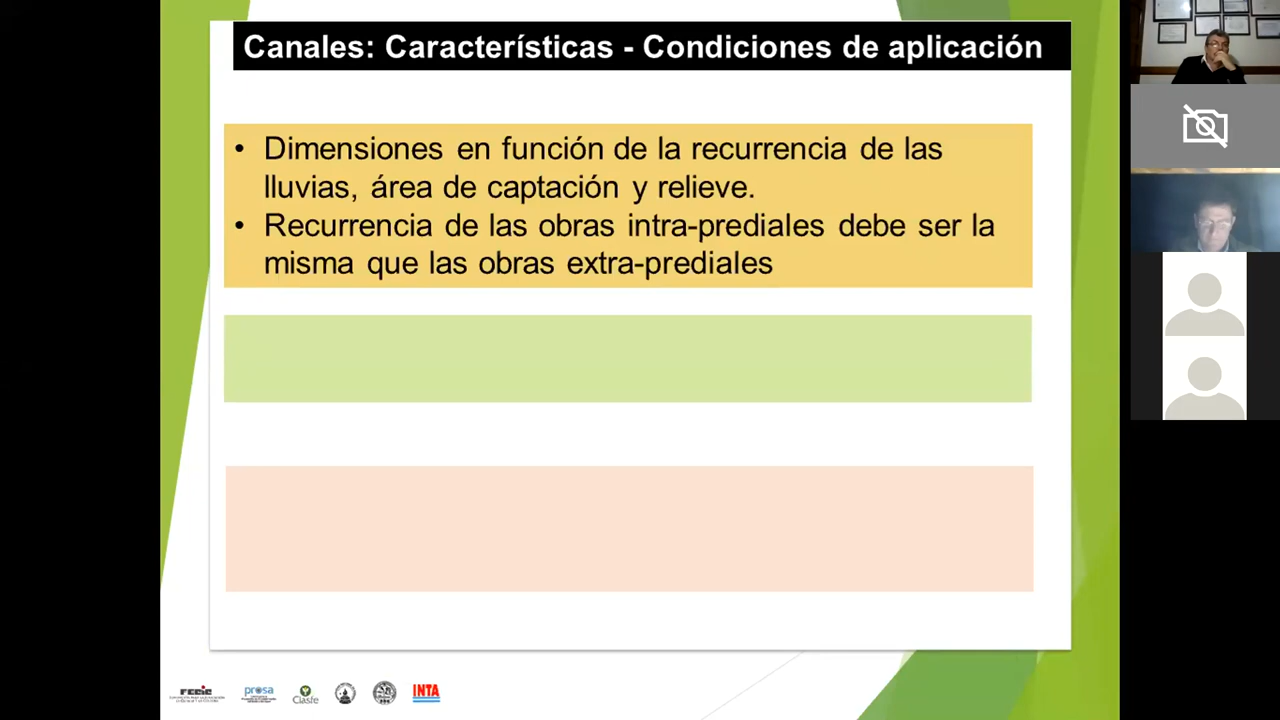 Canales: Características - Condiciones de aplicación
• Dimensiones en función de la recurrencia de las
lluvias, área de captación y relieve.
• Recurrencia de las obras intra-prediales debe ser la
misma que las obras extra-prediales
prosa
Clasfe
INTA